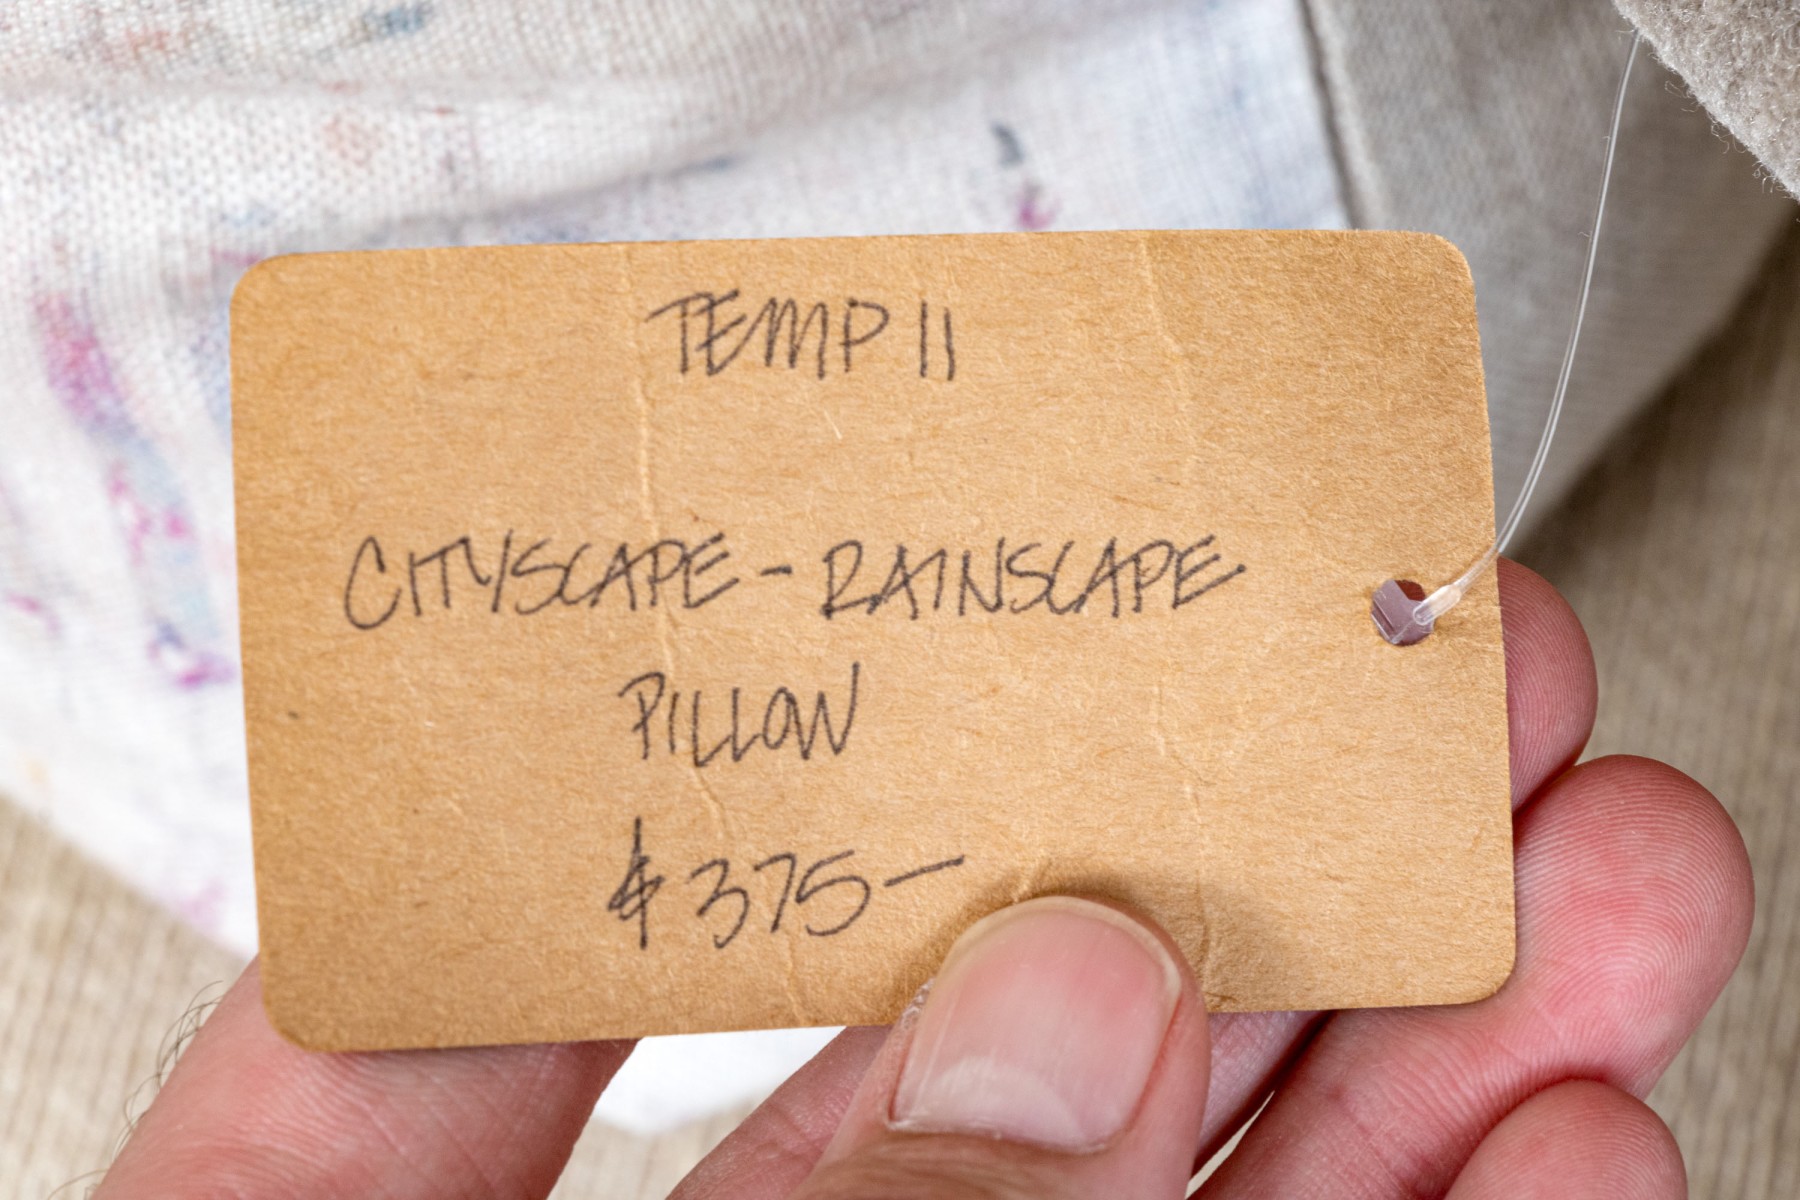 TEMP II
CITYSCAPE - RAINSCAPE
PILLOW
$375-